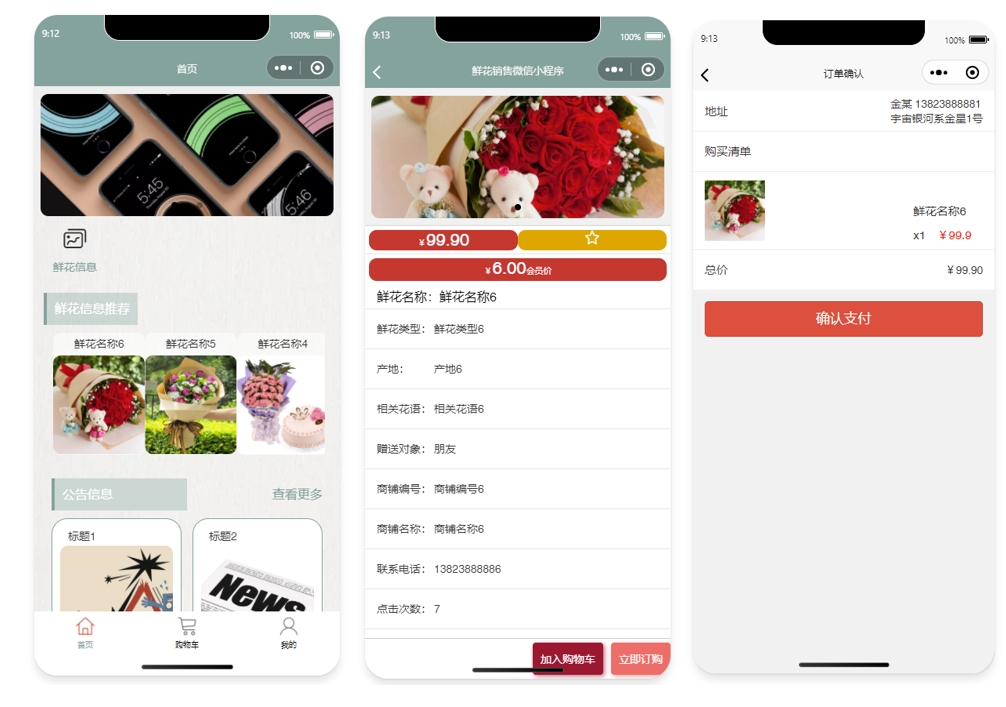 9:12
100%
首页
5:45
5:46
鲜花信息
鲜花信息推荐
鲜花名称6
鲜花名称5
鲜花名称4
公告信息
查看更多
标题1
标题2
News
首页
购物车
我的
9:13
100%
鲜花销售微信小程序
¥99.90
¥6.00会员价
鲜花名称：鲜花名称6
鲜花类型：鲜花类型6
产地：产地6
相关花语：相关花语6
赠送对象：朋友
商铺编号：商铺编号6
商铺名称：商铺名称6
联系电话：13823888886
点击次数：7
加入购物车
立即订购
9:13
100%
订单确认
地址
金某 13823888881
宇宙银河系金星1号
购买清单
鲜花名称6
x1 ¥99.9
总价
¥99.90
确认支付